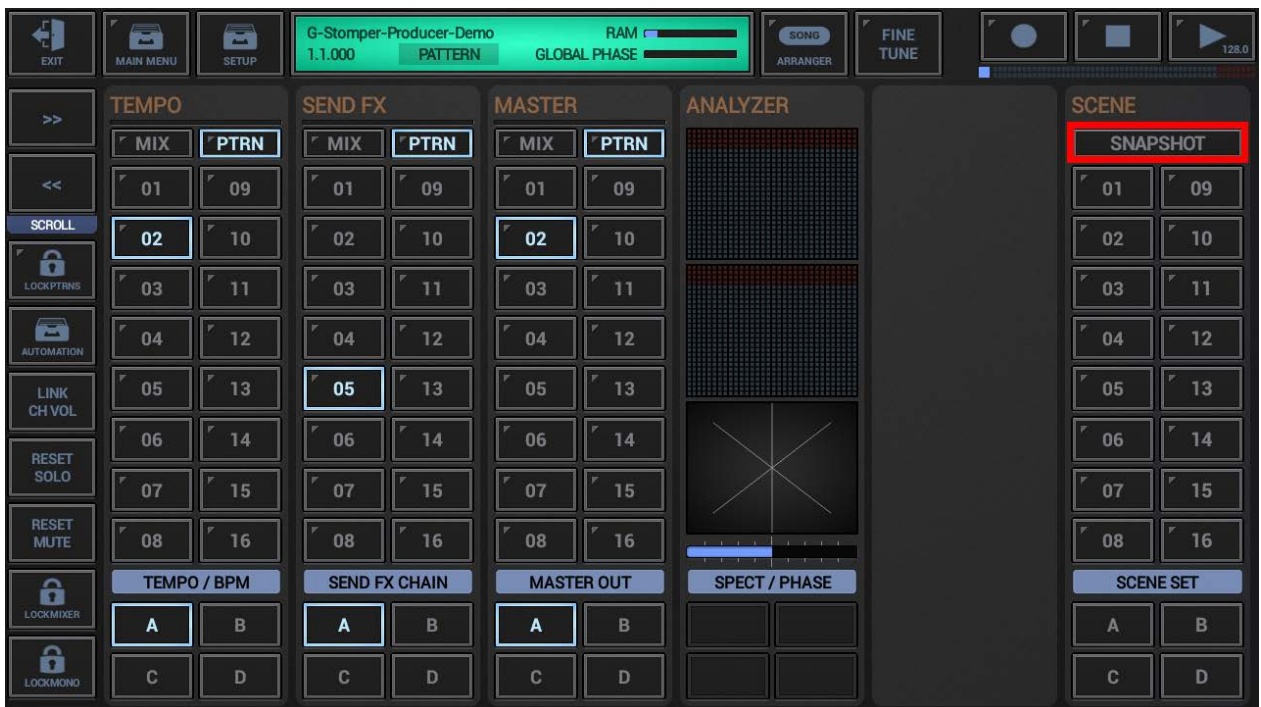 EXIT
MAIN MENU
SETUP
G-Stomper-Producer-Demo RAM
1.1.000 PATTERN GLOBAL PHASE
SONG
ARRANGER
FINE
TUNE
128.0
>>
<<
SCROLL
LOCKPTRNS
AUTOMATION
LINK
CH VOL
RESET
SOLO
RESET
MUTE
LOCKMIXER
LOCKMONO
TEMPO
MIX PTRN
01 09
02 10
03 11
04 12
05 13
06 14
07 15
08 16
TEMPO / BPM
A B
C D
SEND FX
MIX PTRN
01 09
02 10
03 11
04 12
05 13
06 14
07 15
08 16
SEND FX CHAIN
A B
C D
MASTER
MIX PTRN
01 09
02 10
03 11
04 12
05 13
06 14
07 15
08 16
MASTER OUT
A B
C D
ANALYZER
SPECT / PHASE
SCENE
SNAPSHOT
01 09
02 10
03 11
04 12
05 13
06 14
07 15
08 16
SCENE SET
A B
C D